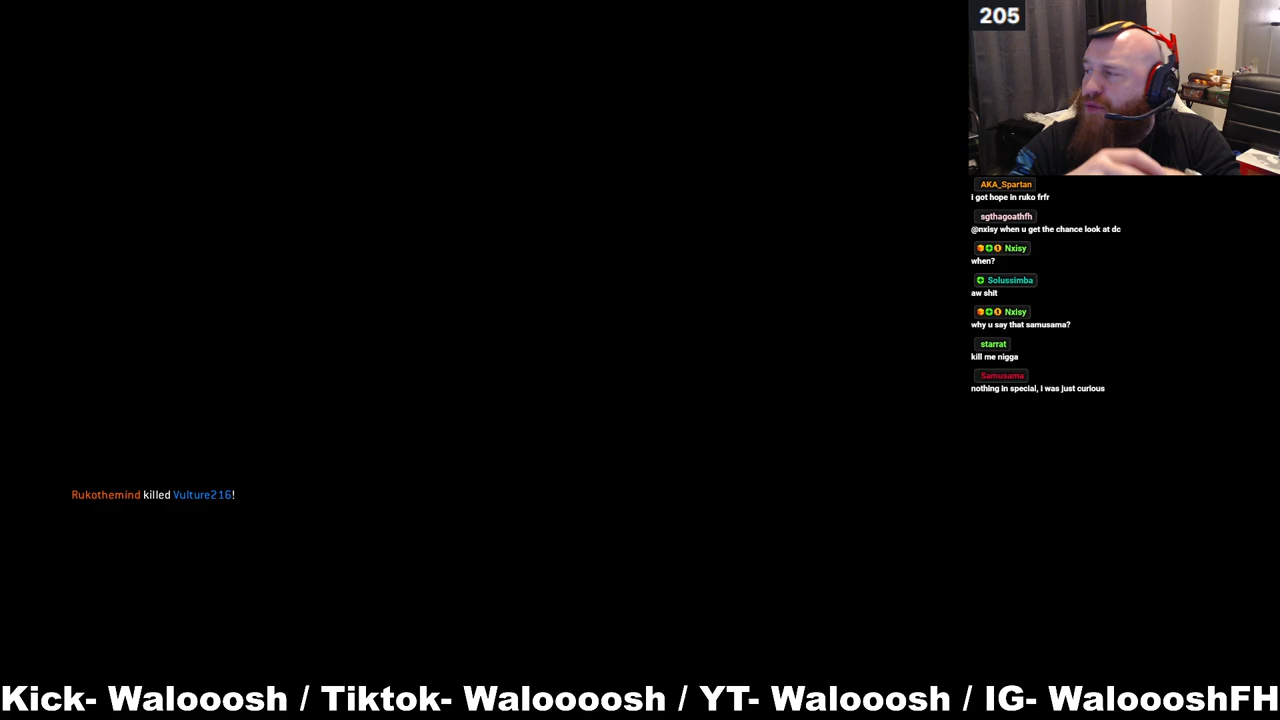 205
AKA_Spartan
I got hope in ruko frfr
sgthagoathfh
@nxisy when u get the chance look at dc
Nxisy
when?
Solussimba
aw shit
Nxisy
why u say that samusama?
starrat
kill me nigga
Samusama
nothing in special, i was just curious
Rukothemind killed Vulture216!
Kick- Walooosh / Tiktok- Waloooosh / YT- Walooosh / IG- WalooooshFH